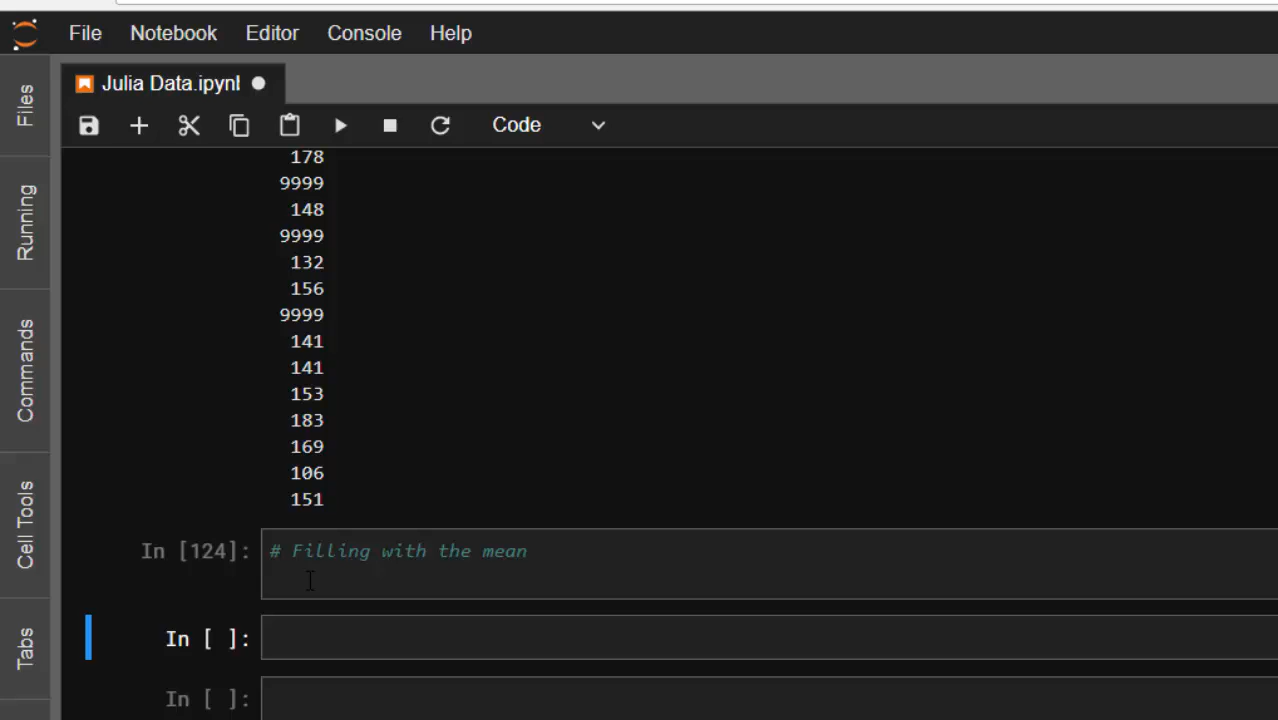 File Notebook Editor Console Help
Julia Data.ipynl
Code
Files
Running
Commands
Cell Tools
Tabs
178
9999
148
9999
132
156
9999
141
141
153
183
169
106
151
In [124]: # Filling with the mean
In [ ]:
In [ ]: